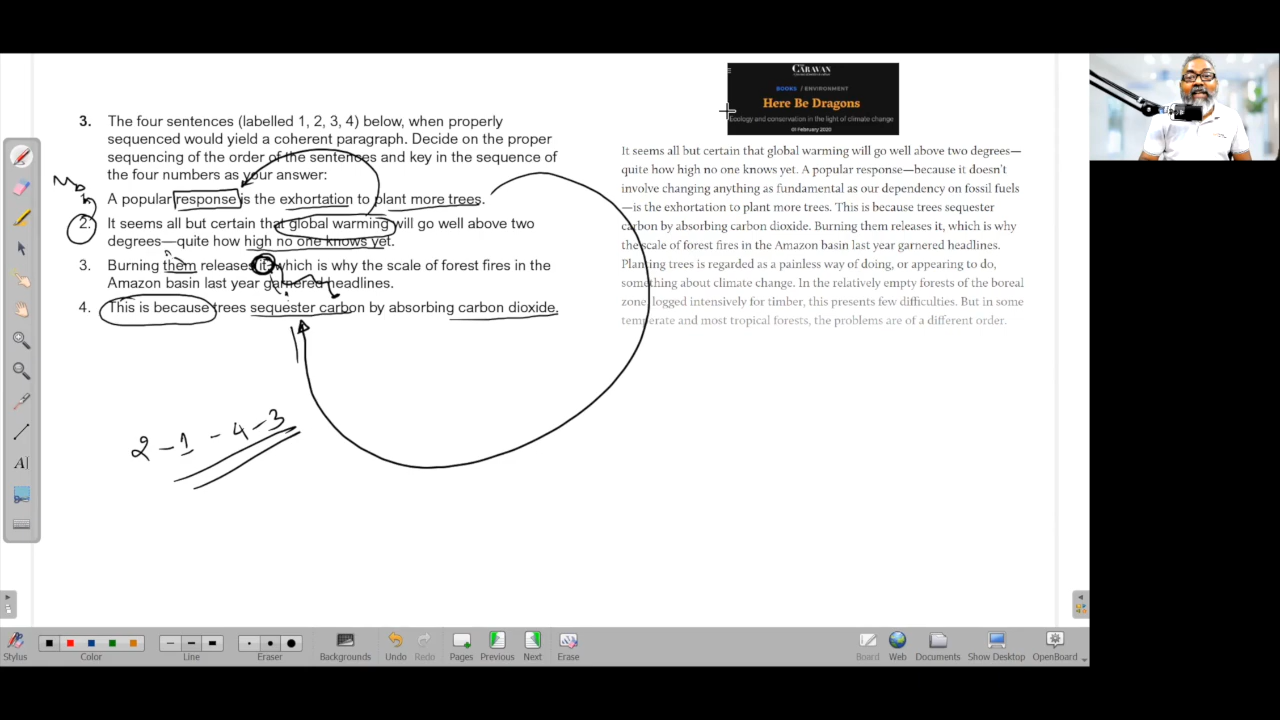 CARAVAN
BOOKS / ENVIRONMENT
Here Be Dragons
Ecology and conservation in the light of climate change
01 February 2020
3. The four sentences (labelled 1, 2, 3, 4) below, when properly
sequenced would yield a coherent paragraph. Decide on the proper
sequencing of the order of the sentences and key in the sequence of
the four numbers as your answer:
A popular response is the exhortation to plant more trees.
2. It seems all but certain that global warming will go well above two
degrees—quite how high no one knows yet.
3. Burning them releases it, which is why the scale of forest fires in the
Amazon basin last year garnered headlines.
4. This is because trees sequester carbon by absorbing carbon dioxide.
2 - 1 - 4 - 3
It seems all but certain that global warming will go well above two degrees—
quite how high no one knows yet. A popular response—because it doesn't
involve changing anything as fundamental as our dependency on fossil fuels
—is the exhortation to plant more trees. This is because trees sequester
carbon by absorbing carbon dioxide. Burning them releases it, which is why
the scale of forest fires in the Amazon basin last year garnered headlines.
Planting trees is regarded as a painless way of doing, or appearing to do,
something about climate change. In the relatively empty forests of the boreal
zone, logged intensively for timber, this presents few difficulties. But in some
temperate and most tropical forests, the problems are of a different order.
A|
Stylus
Color
Line
Eraser
Backgrounds
Undo
Redo
Pages
Previous
Next
Erase
Board
Web
Documents
Show Desktop
OpenBoard